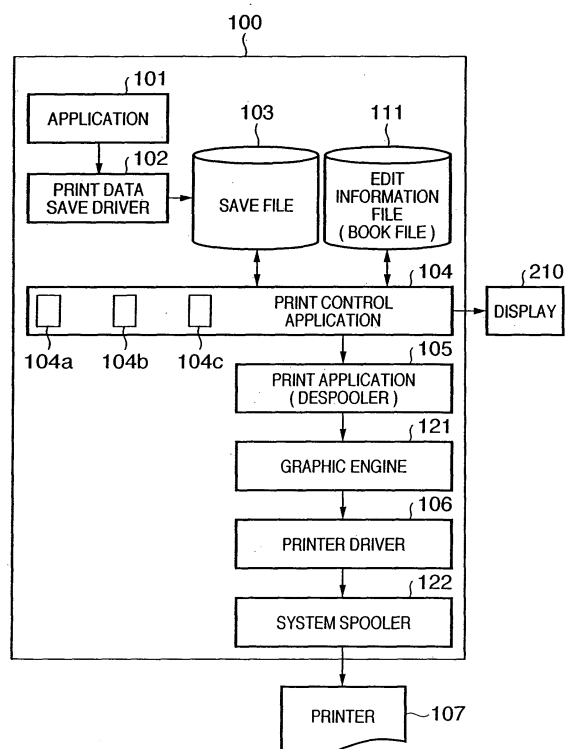 100
101
APPLICATION
102
PRINT DATA
SAVE DRIVER
103
SAVE FILE
111
EDIT
INFORMATION
FILE
( BOOK FILE )
104
PRINT CONTROL
APPLICATION
104a
104b
104c
210
DISPLAY
105
PRINT APPLICATION
( DESPOOLER )
121
GRAPHIC ENGINE
106
PRINTER DRIVER
122
SYSTEM SPOOLER
PRINTER
107